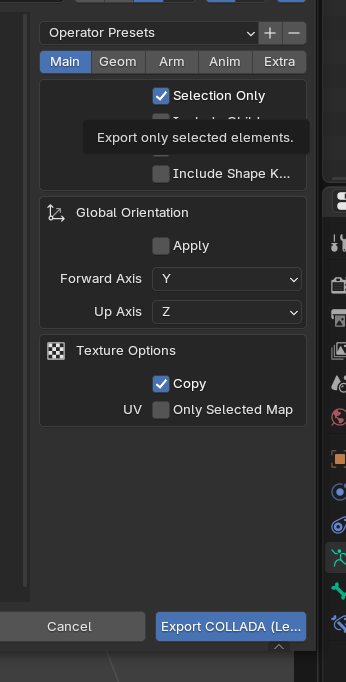 Operator Presets
Main Geom Arm Anim Extra
Selection Only
Export only selected elements.
Include Shape K...
Global Orientation
Apply
Forward Axis Y
Up Axis Z
Texture Options
Copy
UV Only Selected Map
Cancel Export COLLADA (Le...